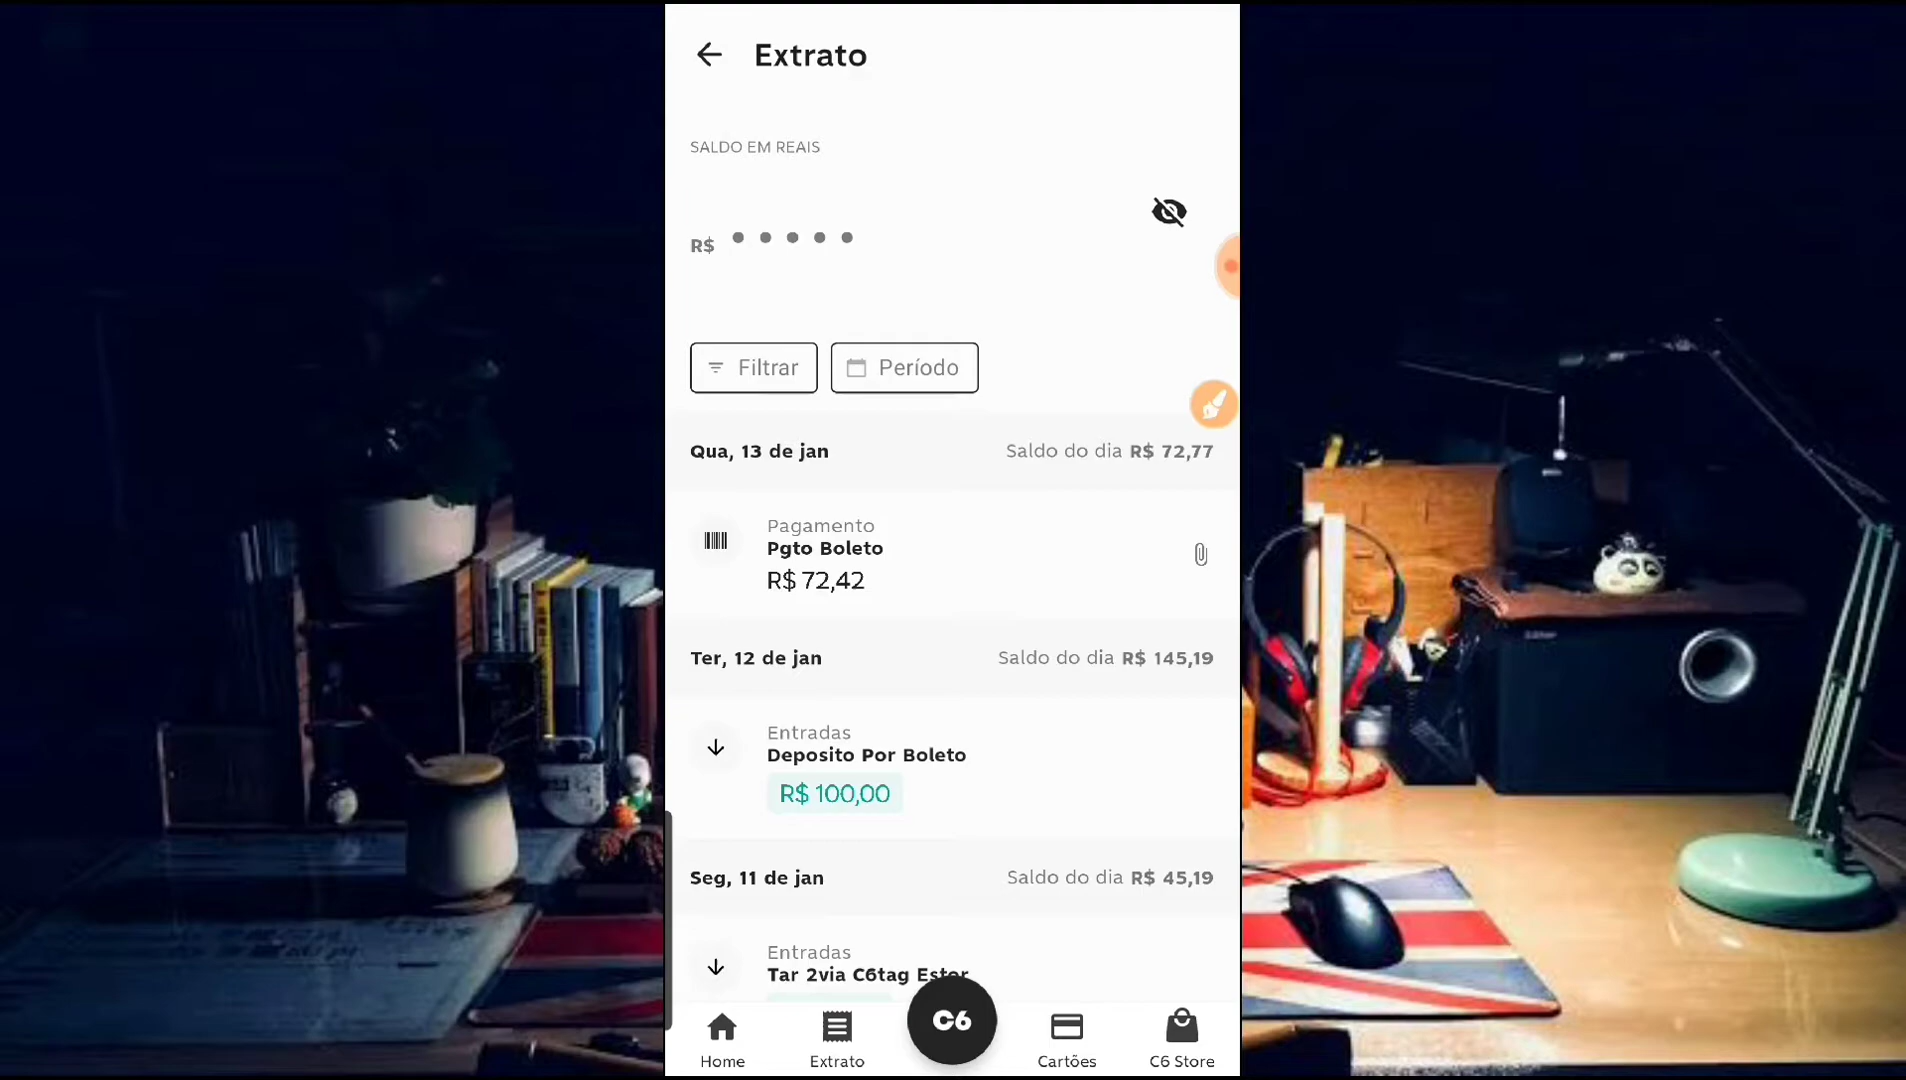 Extrato
SALDO EM REAIS
R$
Filtrar
Período
Qua, 13 de jan
Saldo do dia R$ 72,77
Pagamento
Pgto Boleto
R$ 72,42
Ter, 12 de jan
Saldo do dia R$ 145,19
Entradas
Deposito Por Boleto
R$ 100,00
Seg, 11 de jan
Saldo do dia R$ 45,19
Entradas
Tar 2via C6tag Estor
Home
Extrato
C6
Cartões
C6 Store